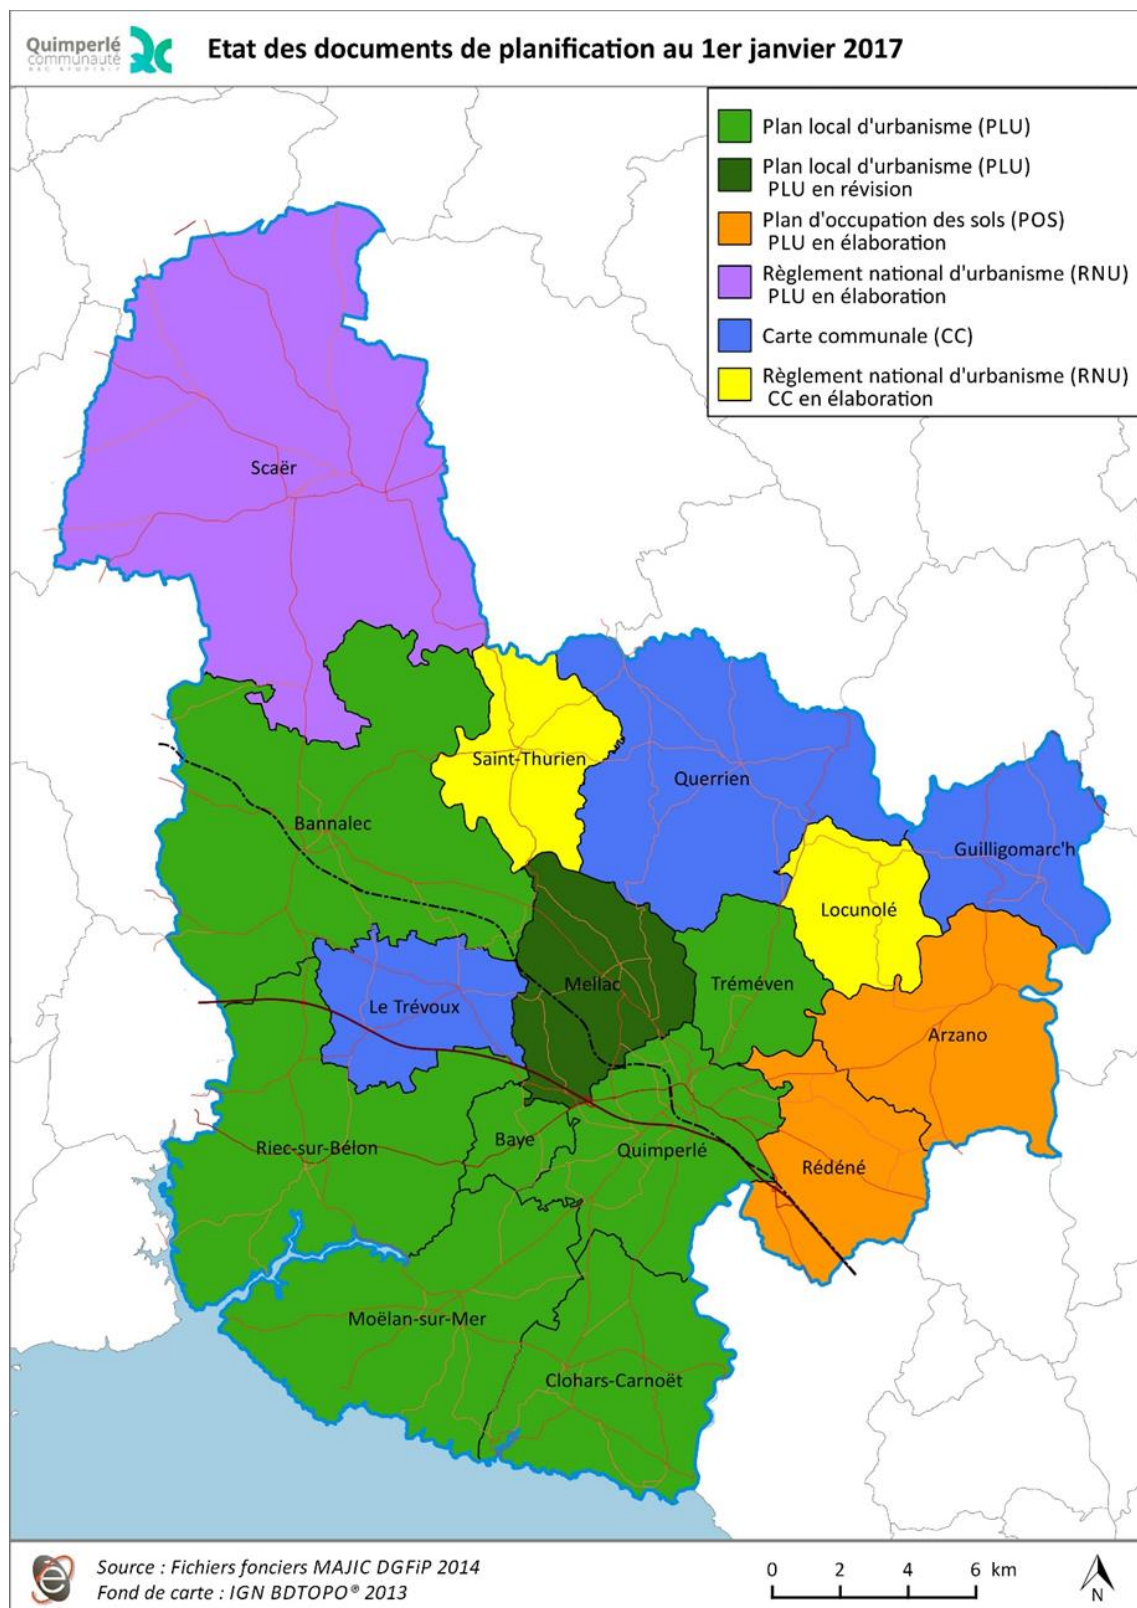 Quimperlé
communauté
Etat des documents de planification au 1er janvier 2017
Plan local d'urbanisme (PLU)
Plan local d'urbanisme (PLU)
PLU en révision
Plan d'occupation des sols (POS)
PLU en élaboration
Règlement national d'urbanisme (RNU)
PLU en élaboration
Carte communale (CC)
Règlement national d'urbanisme (RNU)
CC en élaboration
Scaër
Saint-Thurien
Querrien
Bannalec
Guilligomarc'h
Locunolé
Mellac
Tréméven
Le Trévoux
Arzano
Baye
Riec-sur-Bélon
Quimperlé
Rédéné
Moëlan-sur-Mer
Clohars-Carnoët
Source : Fichiers fonciers MAJIC DGFiP 2014
Fond de carte : IGN BDTOPO® 2013
0 2 4 6 km
N